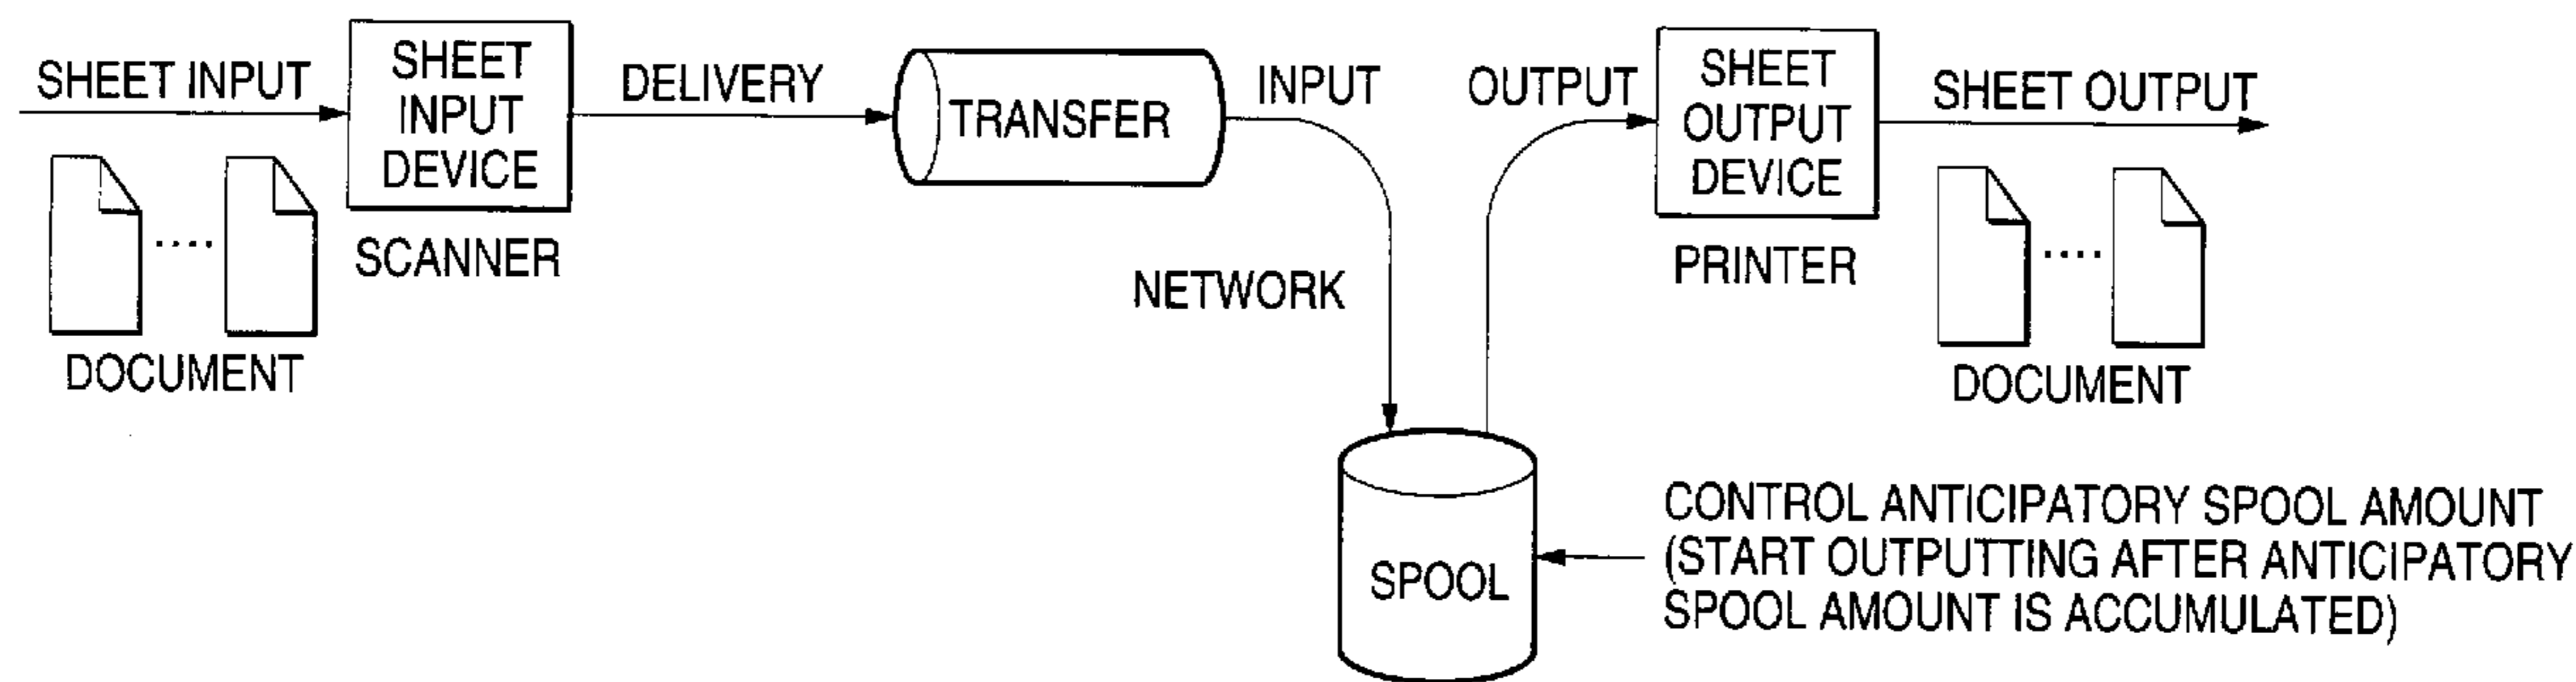 SHEET INPUT
SHEET
INPUT
DEVICE
SCANNER
DOCUMENT
DELIVERY
TRANSFER
INPUT
NETWORK
OUTPUT
SHEET
OUTPUT
DEVICE
PRINTER
SHEET OUTPUT
DOCUMENT
SPOOL
CONTROL ANTICIPATORY SPOOL AMOUNT
(START OUTPUTTING AFTER ANTICIPATORY
SPOOL AMOUNT IS ACCUMULATED)